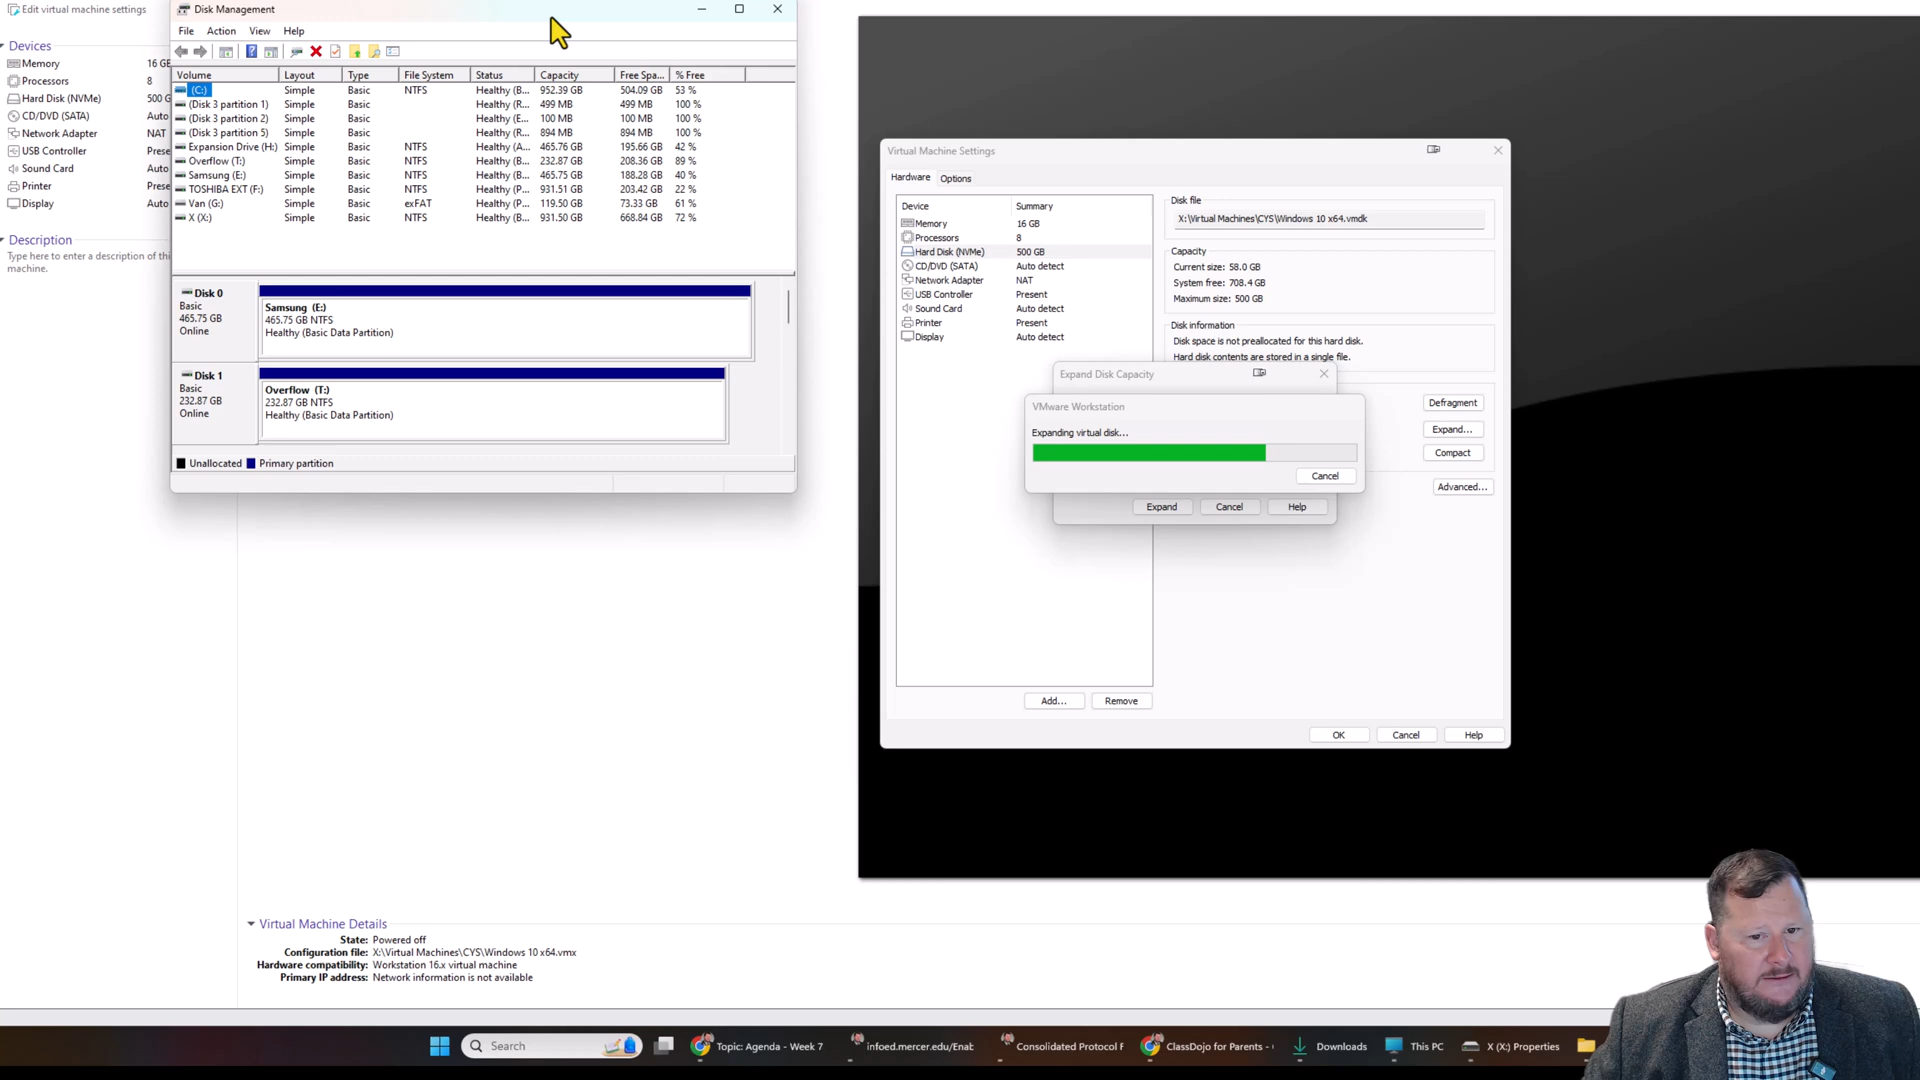 Edit virtual machine settings
Devices
Memory 16 GB
Processors 8
Hard Disk (NVMe) 500 G
CD/DVD (SATA) Auto
Network Adapter NAT
USB Controller Prese
Sound Card Auto
Printer Prese
Display Auto
Description
Type here to enter a description of thi
machine.
Disk Management
File Action View Help
Volume Layout Type File System Status Capacity Free Spa... % Free
(C:) Simple Basic NTFS Healthy (B... 952.39 GB 504.09 GB 53 %
(Disk 3 partition 1) Simple Basic Healthy (R... 499 MB 499 MB 100 %
(Disk 3 partition 2) Simple Basic Healthy (E... 100 MB 100 MB 100 %
(Disk 3 partition 5) Simple Basic Healthy (R... 894 MB 894 MB 100 %
Expansion Drive (H:) Simple Basic NTFS Healthy (A... 465.76 GB 195.66 GB 42 %
Overflow (T:) Simple Basic NTFS Healthy (B... 232.87 GB 208.36 GB 89 %
Samsung (E:) Simple Basic NTFS Healthy (B... 465.75 GB 188.28 GB 40 %
TOSHIBA EXT (F:) Simple Basic NTFS Healthy (P... 931.51 GB 203.42 GB 22 %
Van (G:) Simple Basic exFAT Healthy (P... 119.50 GB 73.33 GB 61 %
X (X:) Simple Basic NTFS Healthy (B... 931.50 GB 668.84 GB 72 %
Disk 0
Basic
465.75 GB
Online
Samsung (E:)
465.75 GB NTFS
Healthy (Basic Data Partition)
Disk 1
Basic
232.87 GB
Online
Overflow (T:)
232.87 GB NTFS
Healthy (Basic Data Partition)
Unallocated Primary partition
Virtual Machine Settings
Hardware Options
Device Summary
Memory 16 GB
Processors 8
Hard Disk (NVMe) 500 GB
CD/DVD (SATA) Auto detect
Network Adapter NAT
USB Controller Present
Sound Card Auto detect
Printer Present
Display Auto detect
Add... Remove
Disk file
X:\Virtual Machines\CYS\Windows 10 x64.vmdk
Capacity
Current size: 58.0 GB
System free: 708.4 GB
Maximum size: 500 GB
Disk information
Disk space is not preallocated for this hard disk.
Hard disk contents are stored in a single file.
Defragment
Expand...
Compact
Advanced...
Expand Disk Capacity
VMware Workstation
Expanding virtual disk...
Cancel
Expand Cancel Help
OK Cancel Help
Virtual Machine Details
State: Powered off
Configuration file: X:\Virtual Machines\CYS\Windows 10 x64.vmx
Hardware compatibility: Workstation 16.x virtual machine
Primary IP address: Network information is not available
Search
Topic: Agenda - Week 7
infoed.mercer.edu/Enab
Consolidated Protocol F
ClassDojo for Parents -
Downloads
This PC
X (X:) Properties